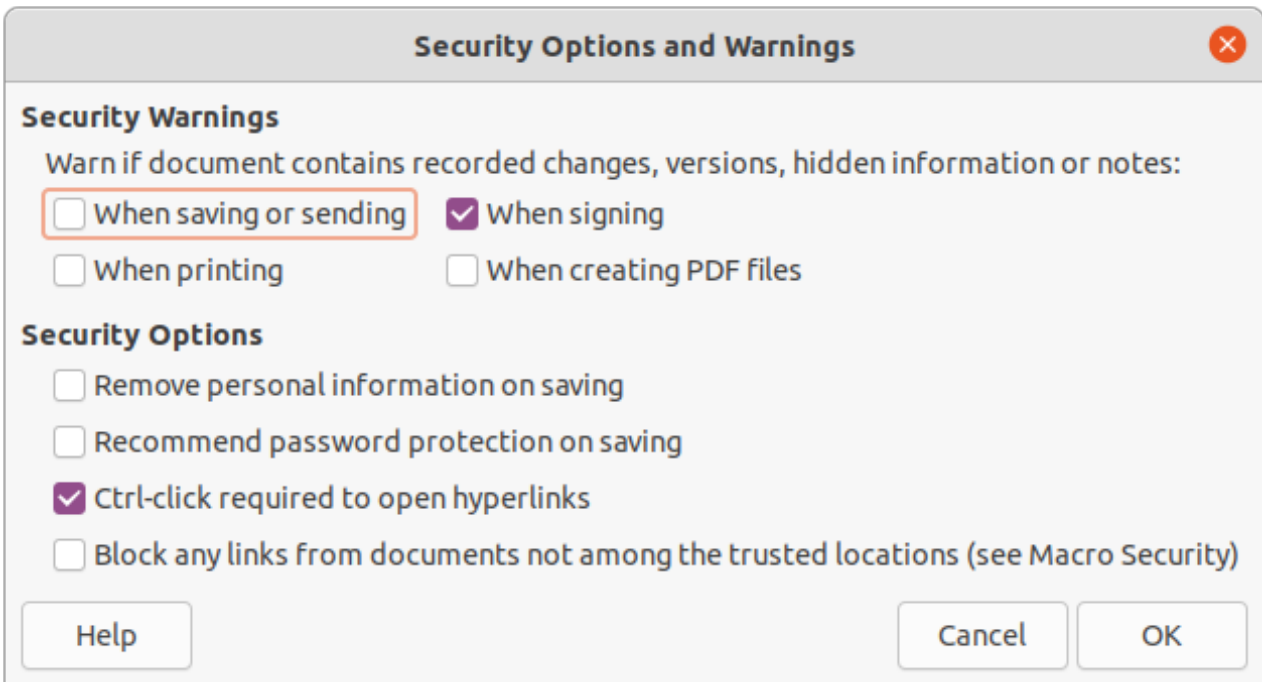 Security Options and Warnings
Security Warnings
Warn if document contains recorded changes, versions, hidden information or notes:
When saving or sending When signing
When printing When creating PDF files
Security Options
Remove personal information on saving
Recommend password protection on saving
Ctrl-click required to open hyperlinks
Block any links from documents not among the trusted locations (see Macro Security)
Help Cancel OK